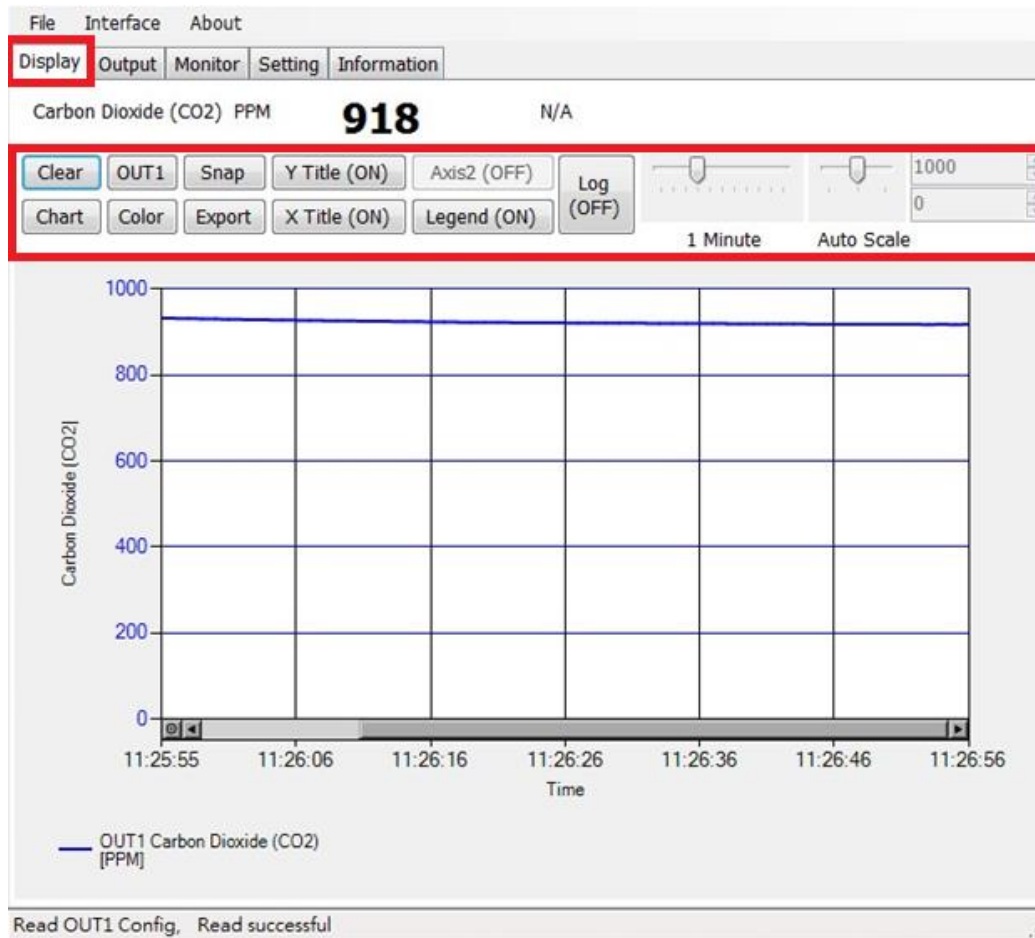 File Interface About
Display Output Monitor Setting Information
Carbon Dioxide (CO2) PPM 918 N/A
Clear OUT1 Snap Y Title (ON) Axis2 (OFF) Log (OFF) 1000
Chart Color Export X Title (ON) Legend (ON) 0
1 Minute Auto Scale
1000
800
600
400
200
0
Carbon Dioxide (CO2)
11:25:55 11:26:06 11:26:16 11:26:26 11:26:36 11:26:46 11:26:56
Time
OUT1 Carbon Dioxide (CO2)
[PPM]
Read OUT1 Config, Read successful